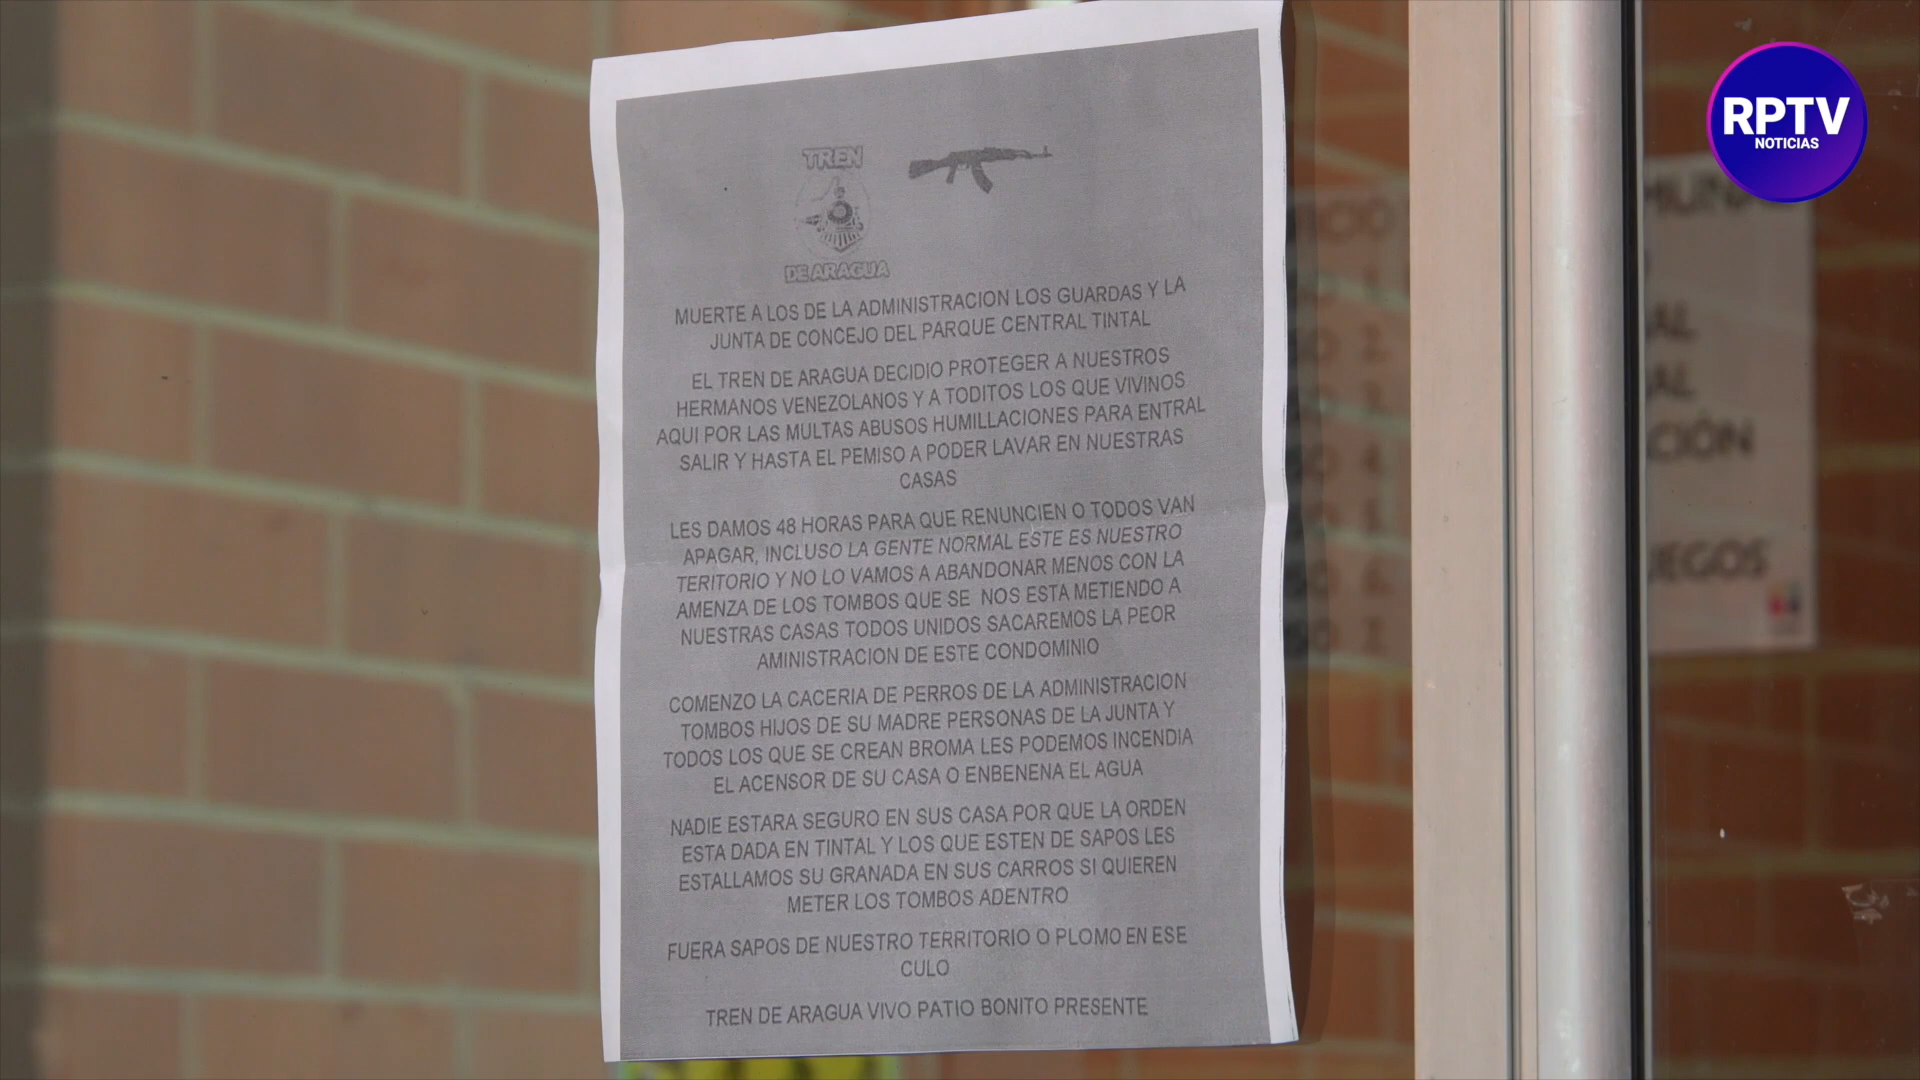 RPTV
NOTICIAS
TREN
DE ARAGUA
MUERTE A LOS DE LA ADMINISTRACION LOS GUARDAS Y LA
JUNTA DE CONCEJO DEL PARQUE CENTRAL TINTAL
EL TREN DE ARAGUA DECIDIO PROTEGER A NUESTROS
HERMANOS VENEZOLANOS Y A TODITOS LOS QUE VIVINOS
AQUI POR LAS MULTAS ABUSOS HUMILLACIONES PARA ENTRAL
SALIR Y HASTA EL PEMISO A PODER LAVAR EN NUESTRAS
CASAS
LES DAMOS 48 HORAS PARA QUE RENUNCIEN O TODOS VAN
APAGAR, INCLUSO LA GENTE NORMAL ESTE ES NUESTRO
TERITORIO Y NO LO VAMOS A ABANDONAR MENOS CON LA
AMENZA DE LOS TOMBOS QUE SE NOS ESTA METIENDO A
NUESTRAS CASAS TODOS UNIDOS SACAREMOS LA PEOR
AMINISTRACION DE ESTE CONDOMINIO
COMENZO LA CACERIA DE PERROS DE LA ADMINISTRACION
TOMBOS HIJOS DE SU MADRE PERSONAS DE LA JUNTA Y
TODOS LOS QUE SE CREAN BROMA LES PODEMOS INCENDIA
EL ACENSOR DE SU CASA O ENBENENA EL AGUA
NADIE ESTARA SEGURO EN SUS CASA POR QUE LA ORDEN
ESTA DADA EN TINTAL Y LOS QUE ESTEN DE SAPOS LES
ESTALLAMOS SU GRANADA EN SUS CARROS SI QUIEREN
METER LOS TOMBOS ADENTRO
FUERA SAPOS DE NUESTRO TERRITORIO O PLOMO EN ESE
CULO
TREN DE ARAGUA VIVO PATIO BONITO PRESENTE